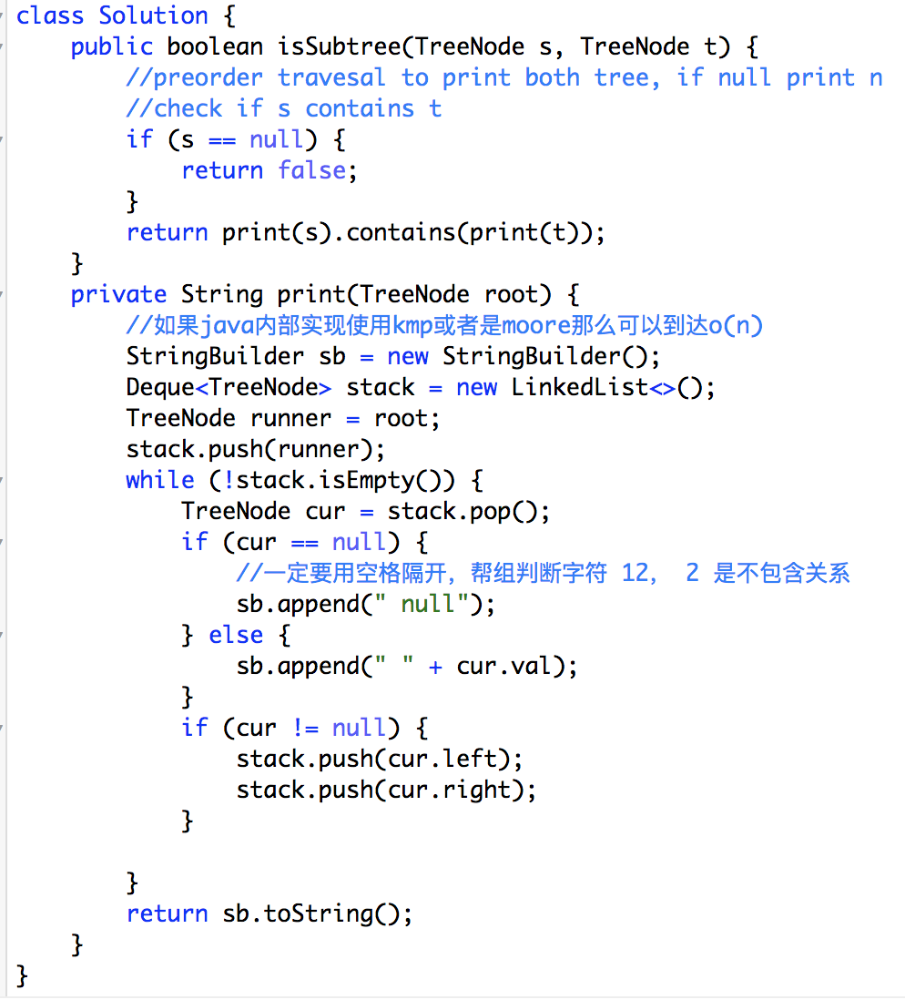 class Solution {
    public boolean isSubtree(TreeNode s, TreeNode t) {
        //preorder travesal to print both tree, if null print n
        //check if s contains t
        if (s == null) {
            return false;
        }
        return print(s).contains(print(t));
    }
    private String print(TreeNode root) {
        //如果java内部实现使用kmp或者是moore那么可以到达o(n)
        StringBuilder sb = new StringBuilder();
        Deque<TreeNode> stack = new LinkedList<>();
        TreeNode runner = root;
        stack.push(runner);
        while (!stack.isEmpty()) {
            TreeNode cur = stack.pop();
            if (cur == null) {
                //一定要用空格隔开，帮组判断字符 12， 2 是不包含关系
                sb.append(" null");
            } else {
                sb.append(" " + cur.val);
            }
            if (cur != null) {
                stack.push(cur.left);
                stack.push(cur.right);
            }

        }
        return sb.toString();
    }
}